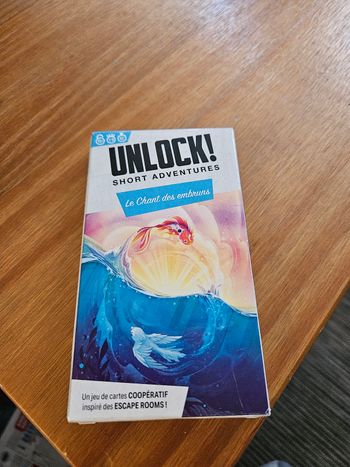 UNLOCK!
SHORT ADVENTURES
Le Chant des embruns
Un jeu de cartes COOPÉRATIF
inspiré des ESCAPE ROOMS !